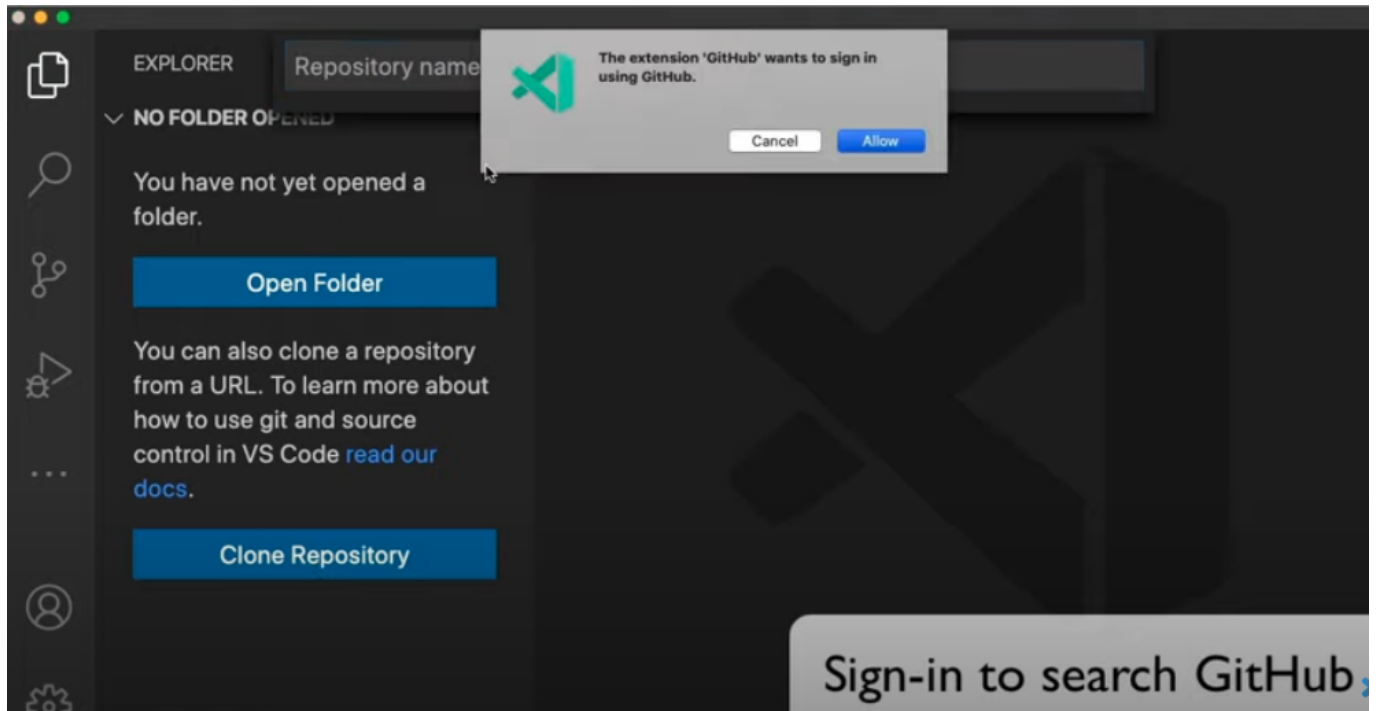 EXPLORER
Repository name
The extension 'GitHub' wants to sign in
using GitHub.
Cancel
Allow
NO FOLDER OPENED
You have not yet opened a
folder.
Open Folder
You can also clone a repository
from a URL. To learn more about
how to use git and source
control in VS Code read our
docs.
Clone Repository
Sign-in to search GitHub